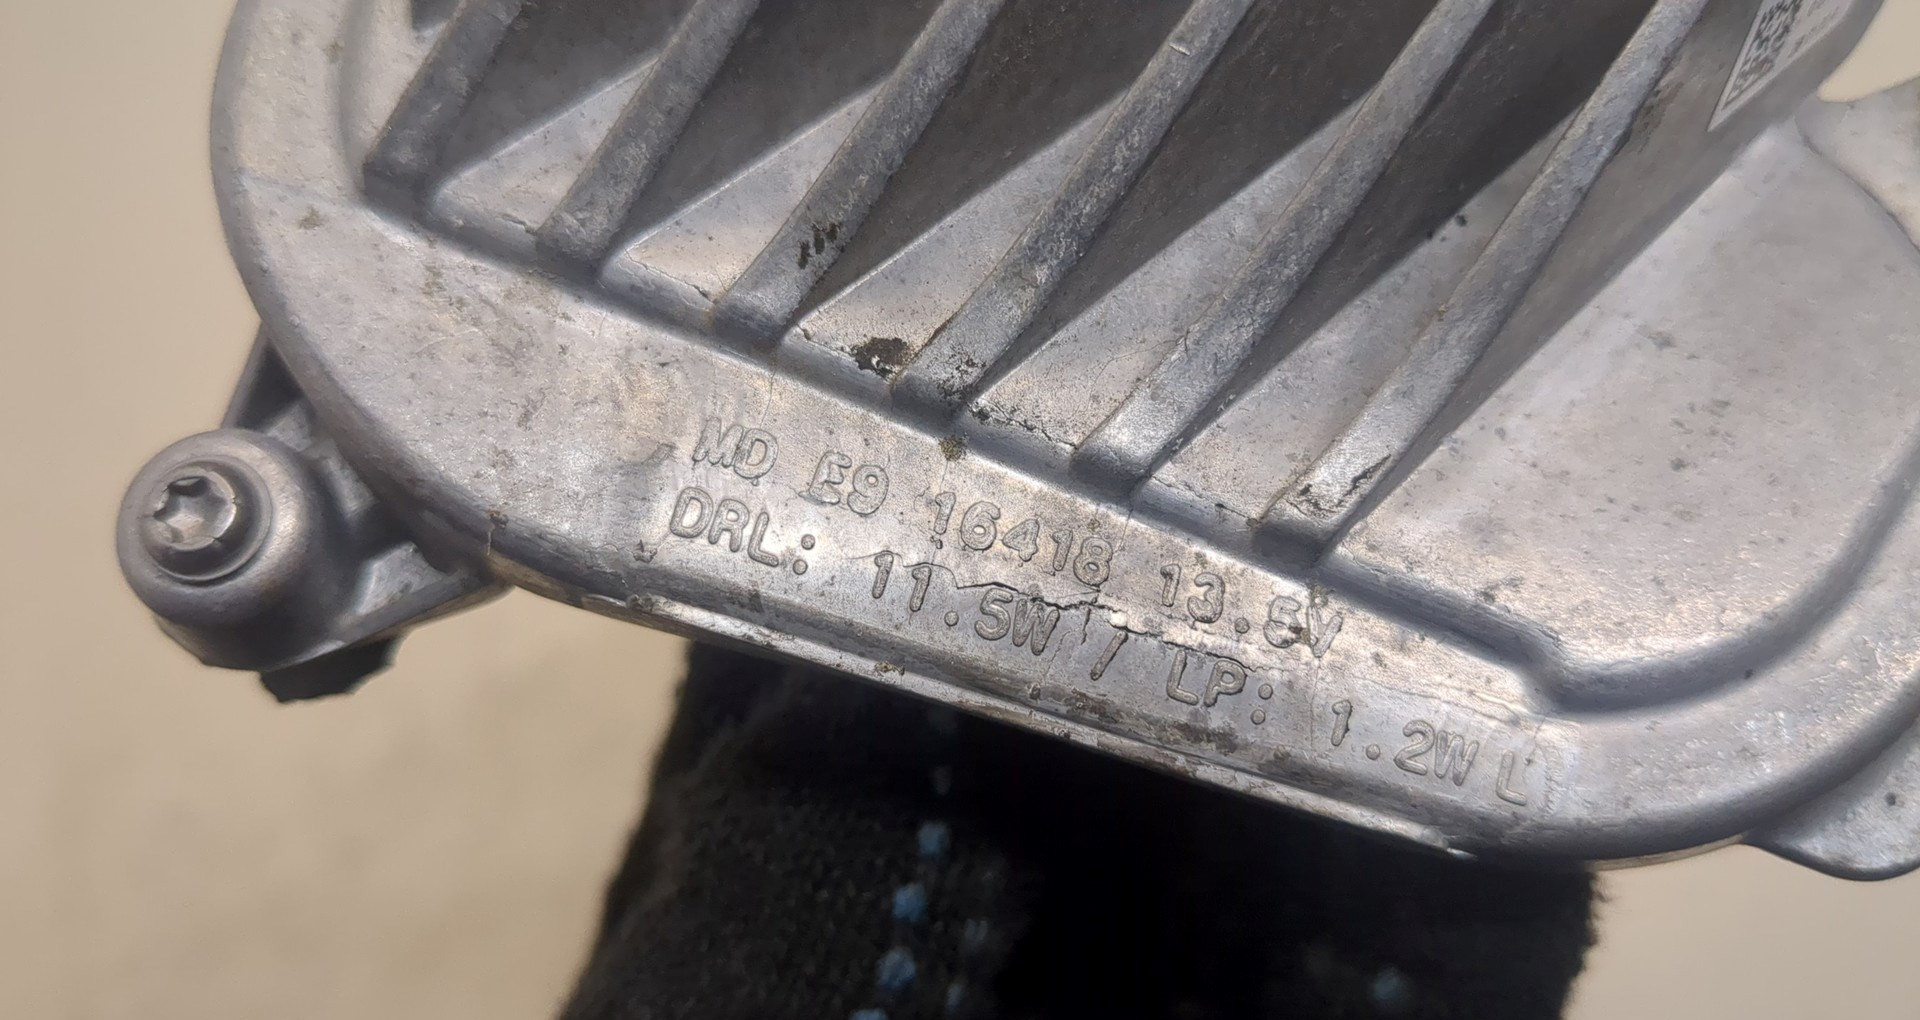 MD E9 16418 13.5V
DRL: 11.5W / LP: 1.2W L